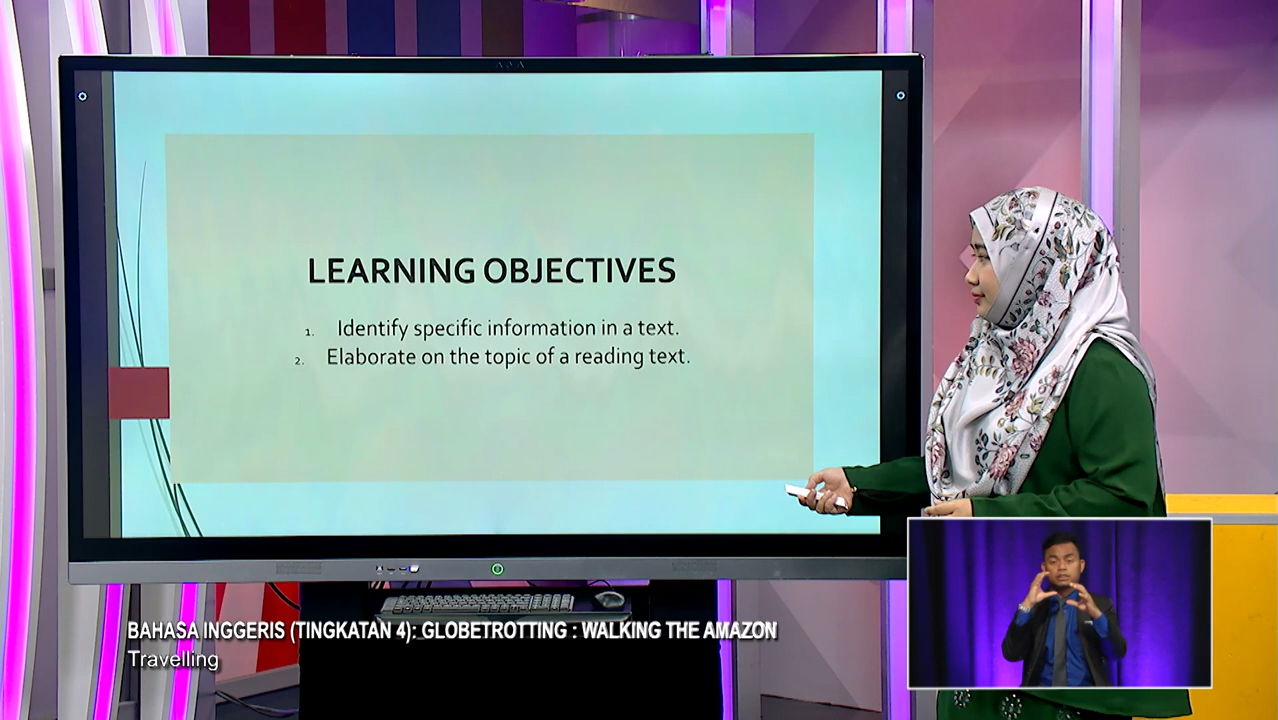 LEARNING OBJECTIVES
1. Identify specific information in a text.
2. Elaborate on the topic of a reading text.
BAHASA INGGERIS (TINGKATAN 4): GLOBETROTTING : WALKING THE AMAZON
Travelling